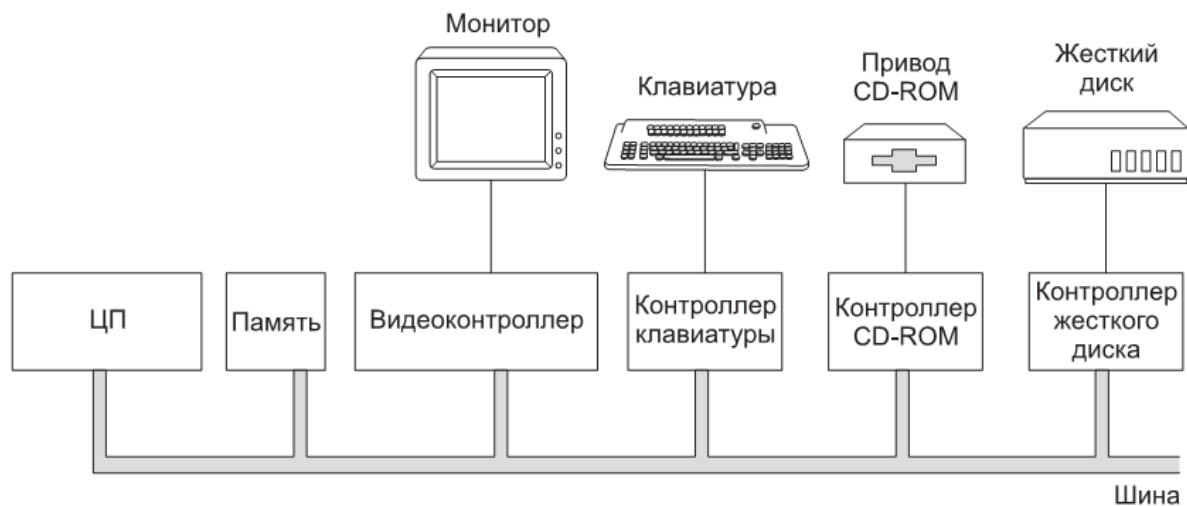 Монитор
Клавиатура
Привод
CD-ROM
Жесткий
диск
ЦП
Память
Видеоконтроллер
Контроллер
клавиатуры
Контроллер
CD-ROM
Контроллер
жесткого
диска
Шина